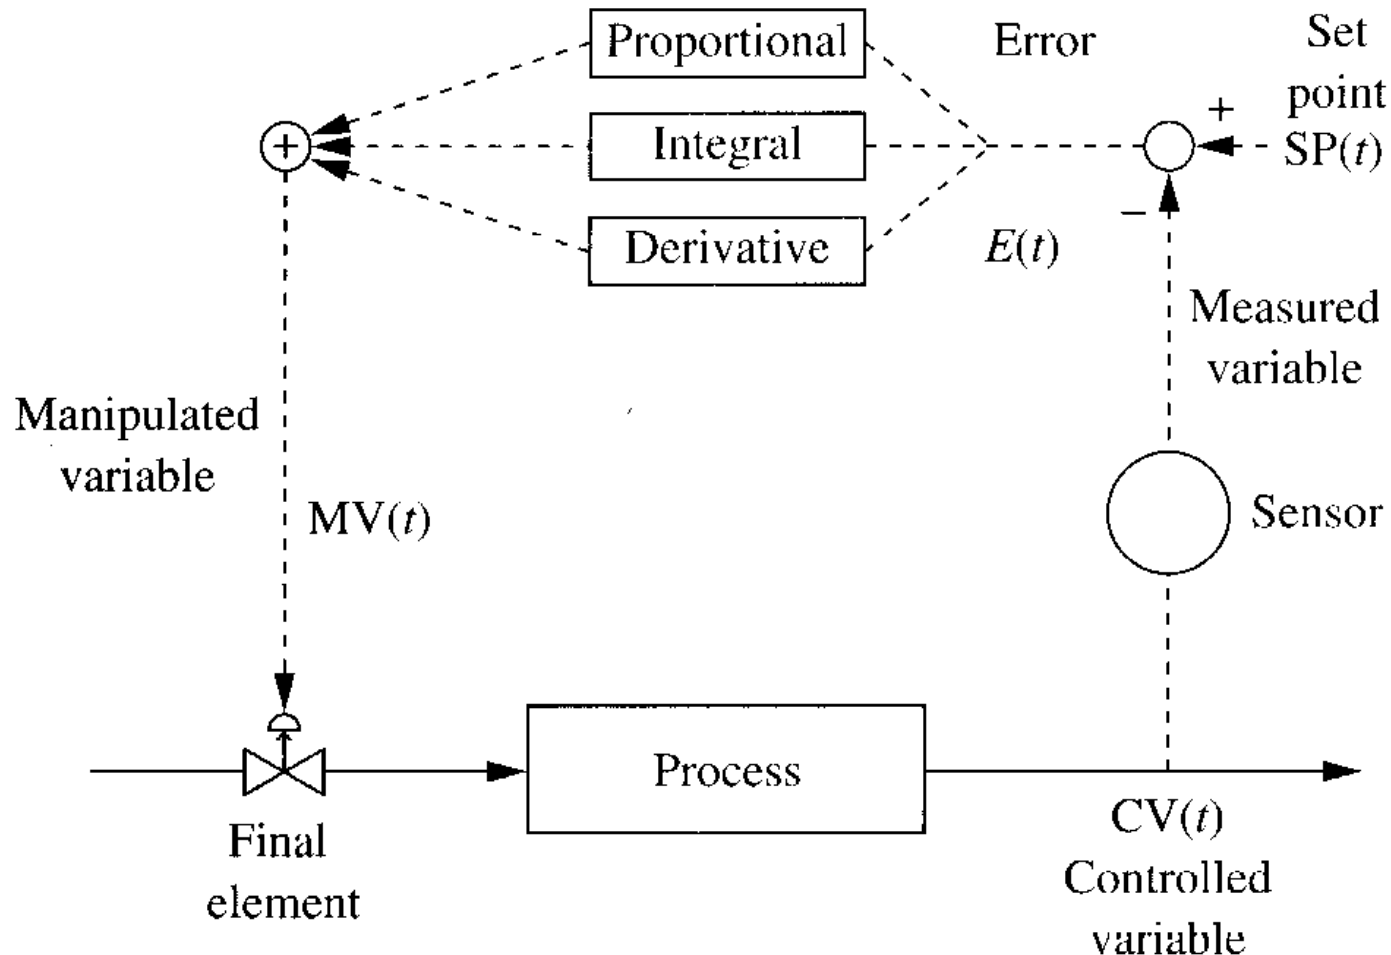 Proportional
Error
Set
point
+
SP(t)
+
Integral
−
Derivative
E(t)
Measured
variable
Manipulated
variable
MV(t)
Sensor
Process
Final
element
CV(t)
Controlled
variable